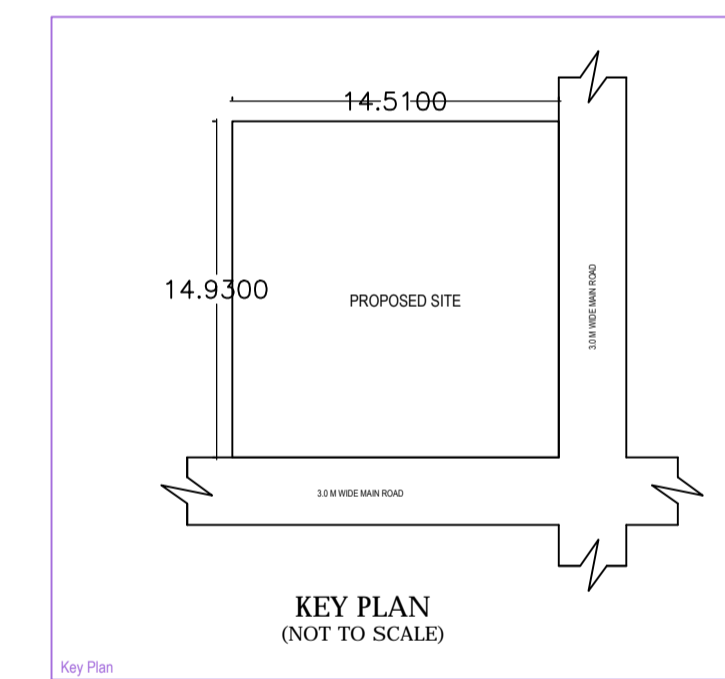 14.5100
14.9300
PROPOSED SITE
3.0 M WIDE MAIN ROAD
3.0 M WIDE MAIN ROAD
KEY PLAN
(NOT TO SCALE)
Key Plan